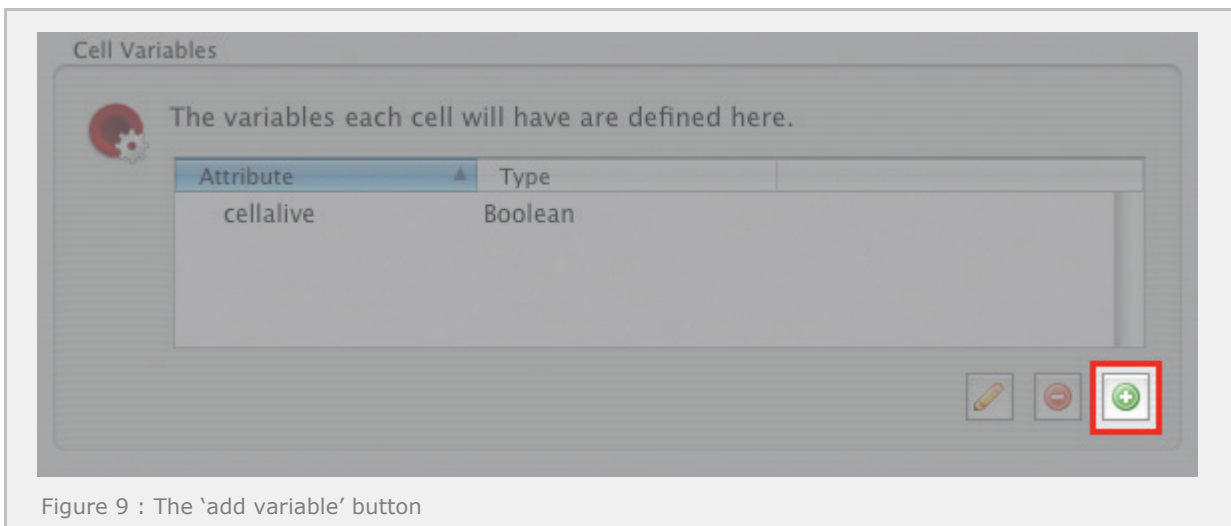 Cell Variables
The variables each cell will have are defined here.
Attribute Type
cellalive Boolean
Figure 9 : The ‘add variable’ button